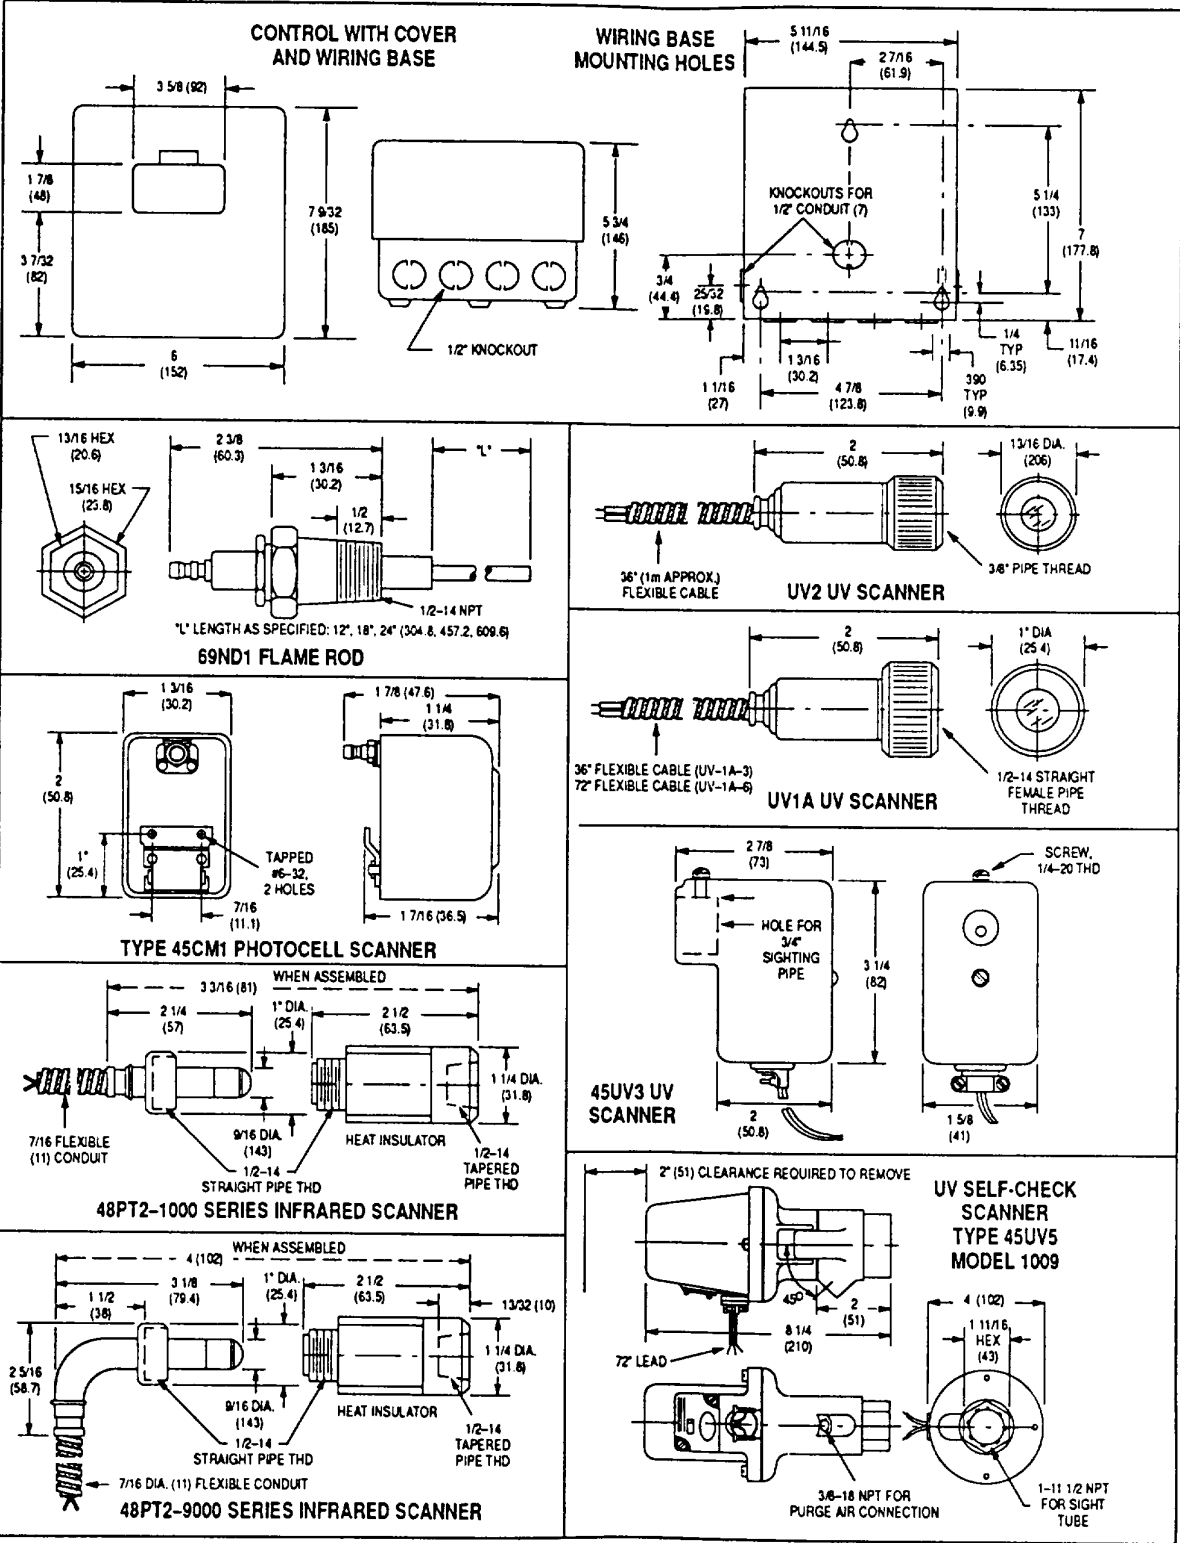 CONTROL WITH COVER
AND WIRING BASE
3 5/8 (92)
1 7/8
(48)
3 7/32
(82)
7 9/32
(185)
6
(152)
5 3/4
(146)
1/2" KNOCKOUT
WIRING BASE
MOUNTING HOLES
5 11/16
(144.5)
2 7/16
(61.9)
KNOCKOUTS FOR
1/2" CONDUIT (7)
5 1/4
(133)
7
(177.8)
3/4
(44.4)
25/32
(19.8)
1 1/16
(27)
1 3/16
(30.2)
4 7/8
(123.8)
1/4
TYP
(6.35)
390
TYP
(9.9)
11/16
(17.4)
13/16 HEX
(20.6)
15/16 HEX
(23.8)
2 3/8
(60.3)
1 3/16
(30.2)
1/2
(12.7)
"L"
1/2-14 NPT
"L" LENGTH AS SPECIFIED: 12", 18", 24" (304.8, 457.2, 609.6)
69ND1 FLAME ROD
2
(50.8)
13/16 DIA.
(206)
36" (1m APPROX.)
FLEXIBLE CABLE
3/8" PIPE THREAD
UV2 UV SCANNER
2
(50.8)
1" DIA
(25.4)
36" FLEXIBLE CABLE (UV-1A-3)
72" FLEXIBLE CABLE (UV-1A-6)
1/2-14 STRAIGHT
FEMALE PIPE
THREAD
UV1A UV SCANNER
1 3/16
(30.2)
2
(50.8)
1"
(25.4)
TAPPED
#6-32,
2 HOLES
7/16
(11.1)
1 7/8 (47.6)
1 1/4
(31.8)
1 7/16 (36.5)
TYPE 45CM1 PHOTOCELL SCANNER
2 7/8
(73)
HOLE FOR
3/4"
SIGHTING
PIPE
3 1/4
(82)
SCREW,
1/4-20 THD
2
(50.8)
1 5/8
(41)
45UV3 UV
SCANNER
WHEN ASSEMBLED
3 3/16 (81)
2 1/4
(57)
1" DIA.
(25.4)
2 1/2
(63.5)
1 1/4 DIA.
(31.8)
7/16 FLEXIBLE
(11) CONDUIT
9/16 DIA.
(143)
1/2-14
STRAIGHT PIPE THD
HEAT INSULATOR
1/2-14
TAPERED
PIPE THD
48PT2-1000 SERIES INFRARED SCANNER
WHEN ASSEMBLED
4 (102)
3 1/8
(79.4)
1 1/2
(38)
1" DIA.
(25.4)
2 1/2
(63.5)
13/32 (10)
2 5/16
(58.7)
1 1/4 DIA.
(31.8)
9/16 DIA.
(143)
HEAT INSULATOR
1/2-14
STRAIGHT PIPE THD
1/2-14
TAPERED
PIPE THD
7/16 DIA. (11) FLEXIBLE CONDUIT
48PT2-9000 SERIES INFRARED SCANNER
2" (51) CLEARANCE REQUIRED TO REMOVE
UV SELF-CHECK
SCANNER
TYPE 45UV5
MODEL 1009
45°
2
(51)
8 1/4
(210)
72" LEAD
4 (102)
1 11/16
HEX
(43)
3/8-18 NPT FOR
PURGE AIR CONNECTION
1-11 1/2 NPT
FOR SIGHT
TUBE